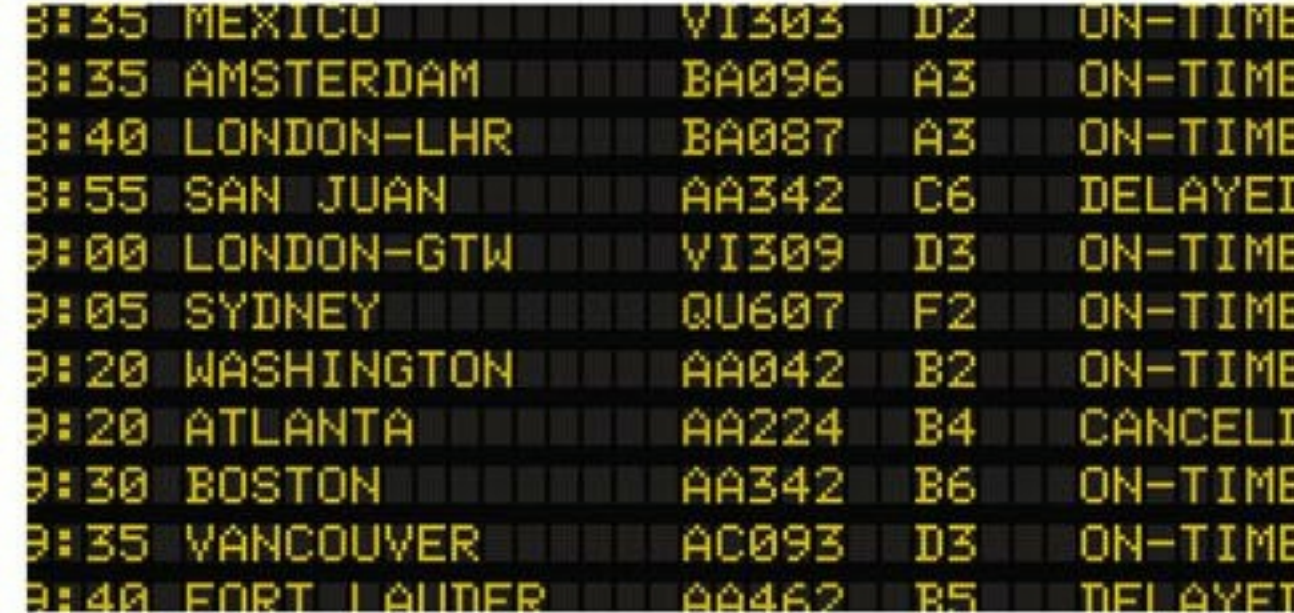 8:35 MEXICO VI303 D2 ON-TIME
8:35 AMSTERDAM BA096 A3 ON-TIME
8:40 LONDON-LHR BA087 A3 ON-TIME
8:55 SAN JUAN AA342 C6 DELAYED
9:00 LONDON-GTW VI309 D3 ON-TIME
9:05 SYDNEY QU607 F2 ON-TIME
9:20 WASHINGTON AA042 B2 ON-TIME
9:20 ATLANTA AA224 B4 CANCELD
9:30 BOSTON AA342 B6 ON-TIME
9:35 VANCOUVER AC093 D3 ON-TIME
9:40 FORT LAUDER AA462 B5 DELAYED